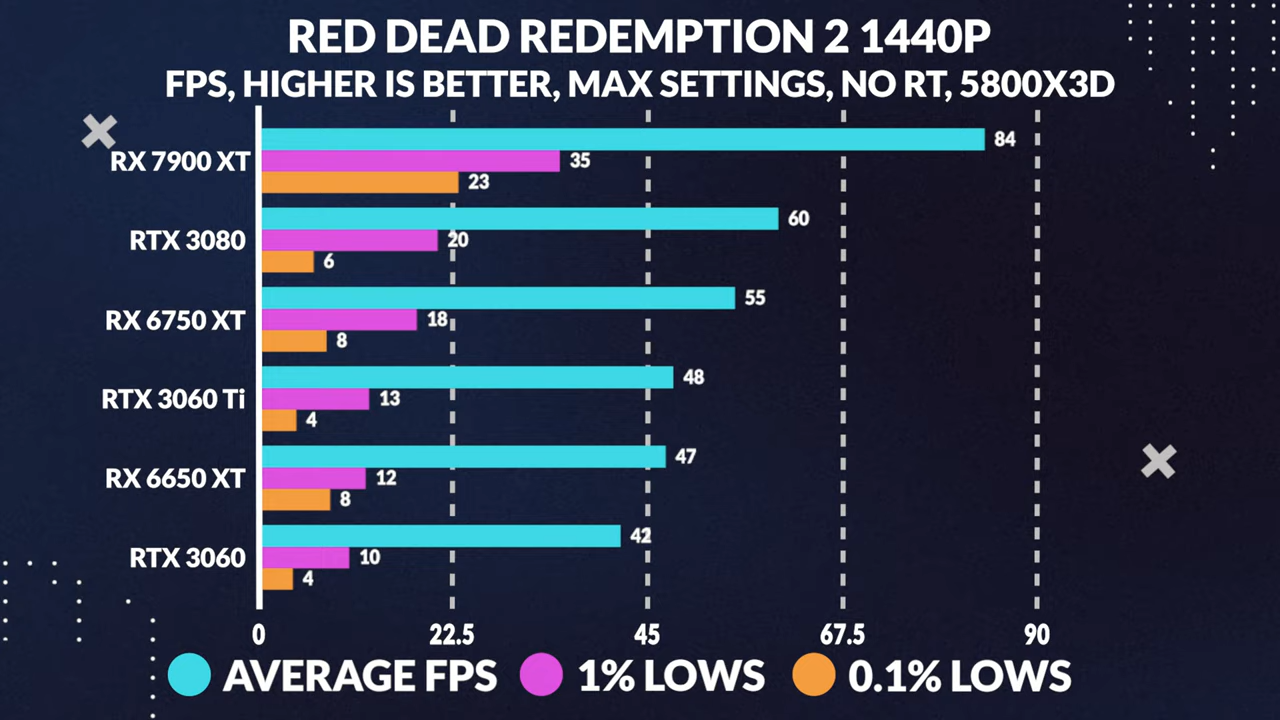 RED DEAD REDEMPTION 2 1440P
FPS, HIGHER IS BETTER, MAX SETTINGS, NO RT, 5800X3D
RX 7900 XT
84
35
23
RTX 3080
60
20
6
RX 6750 XT
55
18
8
RTX 3060 Ti
48
13
4
RX 6650 XT
47
12
8
RTX 3060
42
10
4
0 22.5 45 67.5 90
AVERAGE FPS 1% LOWS 0.1% LOWS